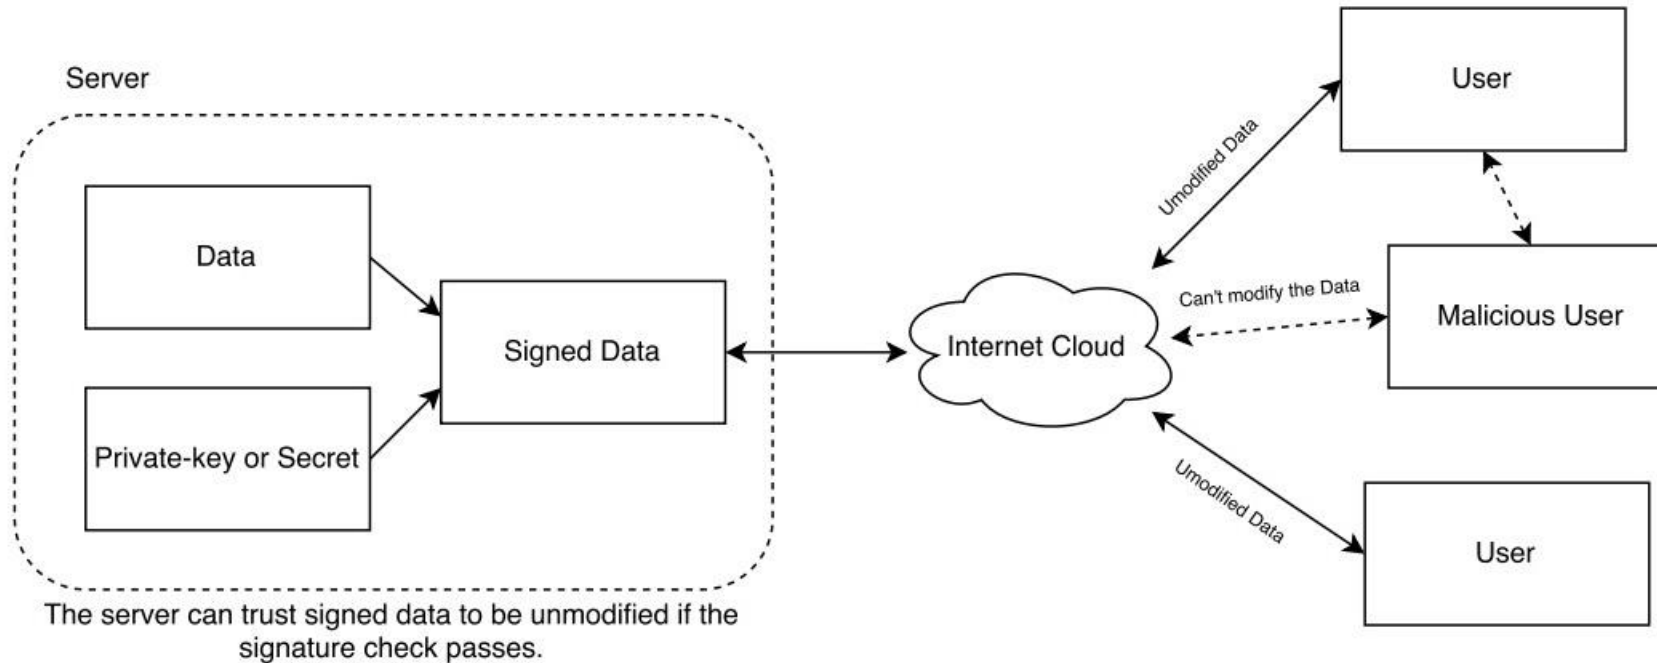 Server
Data
Private-key or Secret
Signed Data
The server can trust signed data to be unmodified if the
signature check passes.
Internet Cloud
Umodified Data
Can't modify the Data
Umodified Data
User
Malicious User
User